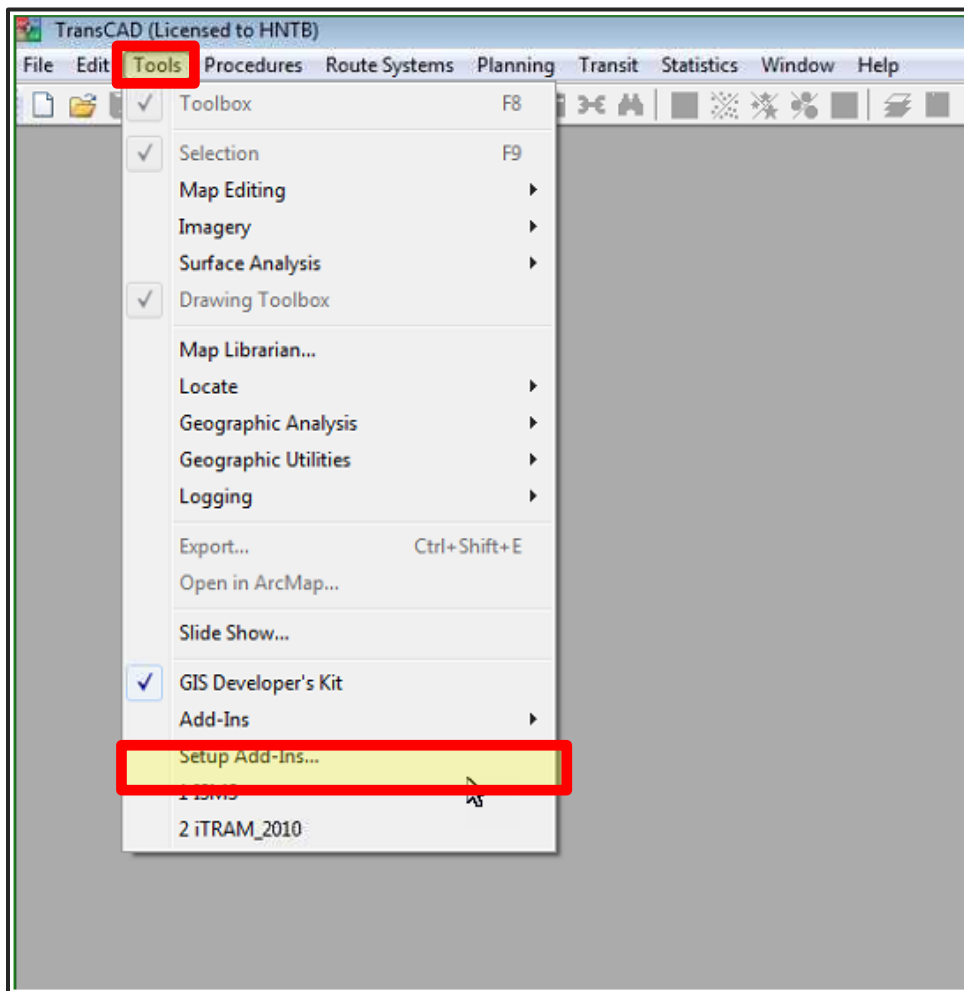 TransCAD (Licensed to HNTB)
File Edit Tools Procedures Route Systems Planning Transit Statistics Window Help
Toolbox F8
Selection F9
Map Editing
Imagery
Surface Analysis
Drawing Toolbox
Map Librarian...
Locate
Geographic Analysis
Geographic Utilities
Logging
Export... Ctrl+Shift+E
Open in ArcMap...
Slide Show...
GIS Developer's Kit
Add-Ins
Setup Add-Ins...
1
2 iTRAM_2010